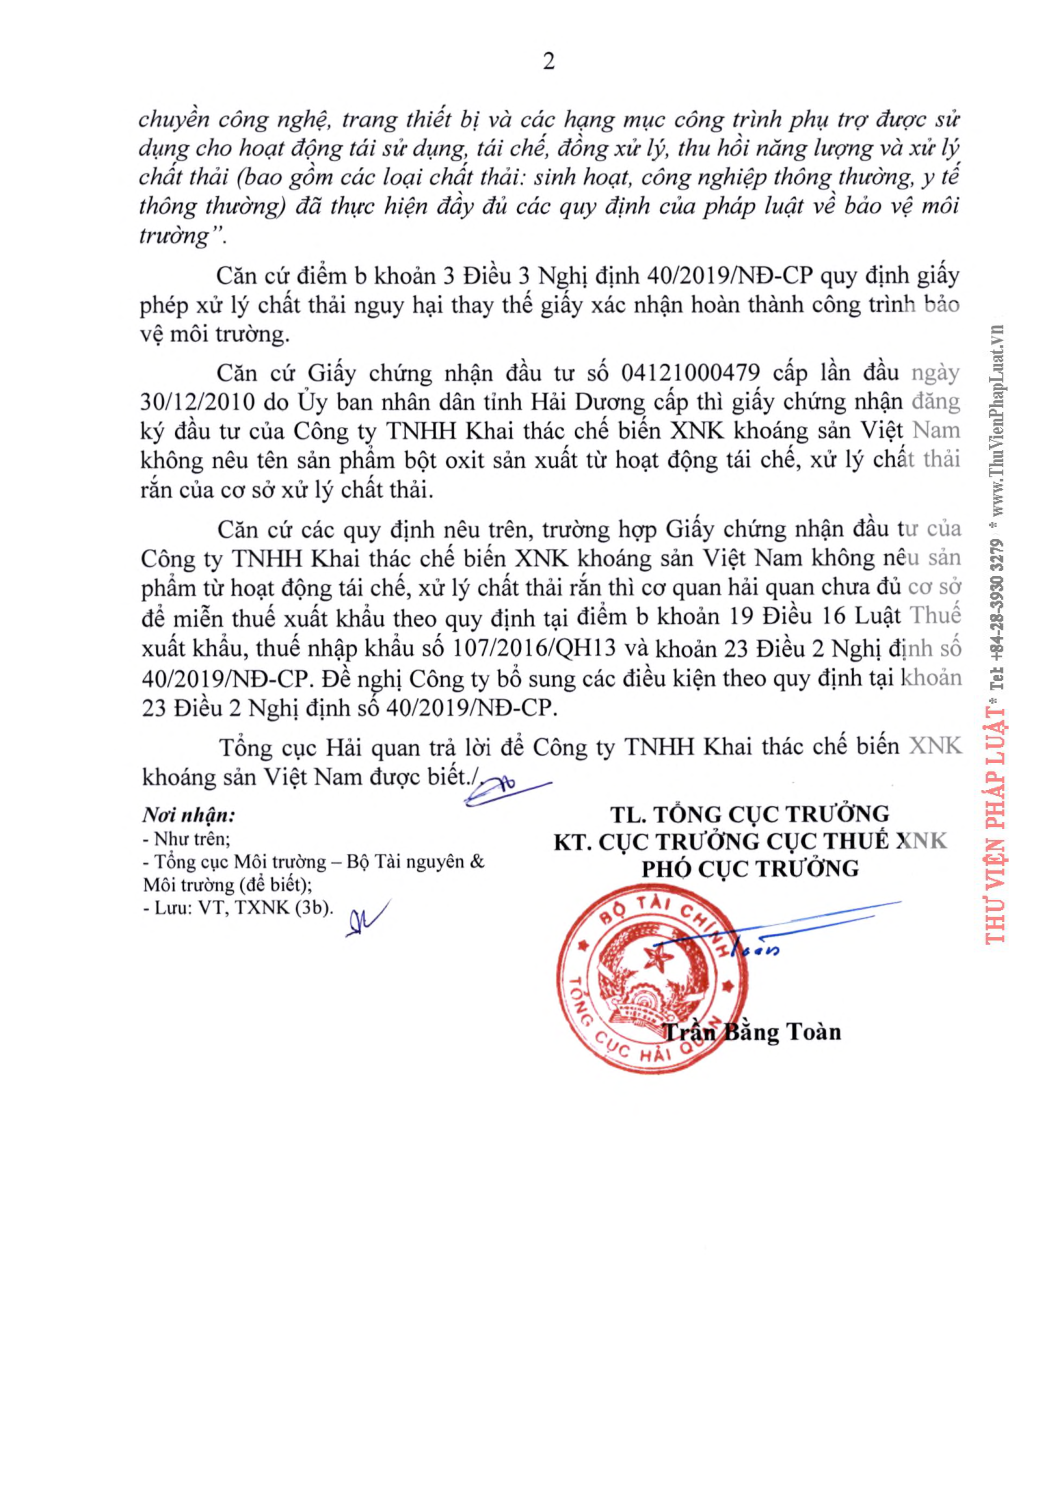 2
chuyền công nghệ, trang thiết bị và các hạng mục công trình phụ trợ được sử
dụng cho hoạt động tái sử dụng, tái chế, đồng xử lý, thu hồi năng lượng và xử lý
chất thải (bao gồm các loại chất thải: sinh hoạt, công nghiệp thông thường, y tế
thông thường) đã thực hiện đầy đủ các quy định của pháp luật về bảo vệ môi
trường”.
Căn cứ điểm b khoản 3 Điều 3 Nghị định 40/2019/NĐ-CP quy định giấy
phép xử lý chất thải nguy hại thay thế giấy xác nhận hoàn thành công trình bảo
vệ môi trường.
Căn cứ Giấy chứng nhận đầu tư số 04121000479 cấp lần đầu ngày
30/12/2010 do Ủy ban nhân dân tỉnh Hải Dương cấp thì giấy chứng nhận đăng
ký đầu tư của Công ty TNHH Khai thác chế biến XNK khoáng sản Việt Nam
không nêu tên sản phẩm bột oxit sản xuất từ hoạt động tái chế, xử lý chất thải
rắn của cơ sở xử lý chất thải.
Căn cứ các quy định nêu trên, trường hợp Giấy chứng nhận đầu tư của
Công ty TNHH Khai thác chế biến XNK khoáng sản Việt Nam không nêu sản
phẩm từ hoạt động tái chế, xử lý chất thải rắn thì cơ quan hải quan chưa đủ cơ sở
để miễn thuế xuất khẩu theo quy định tại điểm b khoản 19 Điều 16 Luật Thuế
xuất khẩu, thuế nhập khẩu số 107/2016/QH13 và khoản 23 Điều 2 Nghị định số
40/2019/NĐ-CP. Đề nghị Công ty bổ sung các điều kiện theo quy định tại khoản
23 Điều 2 Nghị định số 40/2019/NĐ-CP.
Tổng cục Hải quan trả lời để Công ty TNHH Khai thác chế biến XNK
khoáng sản Việt Nam được biết./.
Nơi nhận:
- Như trên;
- Tổng cục Môi trường – Bộ Tài nguyên &
Môi trường (để biết);
- Lưu: VT, TXNK (3b).
TL. TỔNG CỤC TRƯỞNG
KT. CỤC TRƯỞNG CỤC THUẾ XNK
PHÓ CỤC TRƯỞNG
BỘ TÀI CHÍNH
TỔNG CỤC HẢI QUAN
Toàn
Trần Bằng Toàn
THƯ VIỆN PHÁP LUẬT * Tel: +84-28-3930 3279 * www.ThuVienPhapLuat.vn